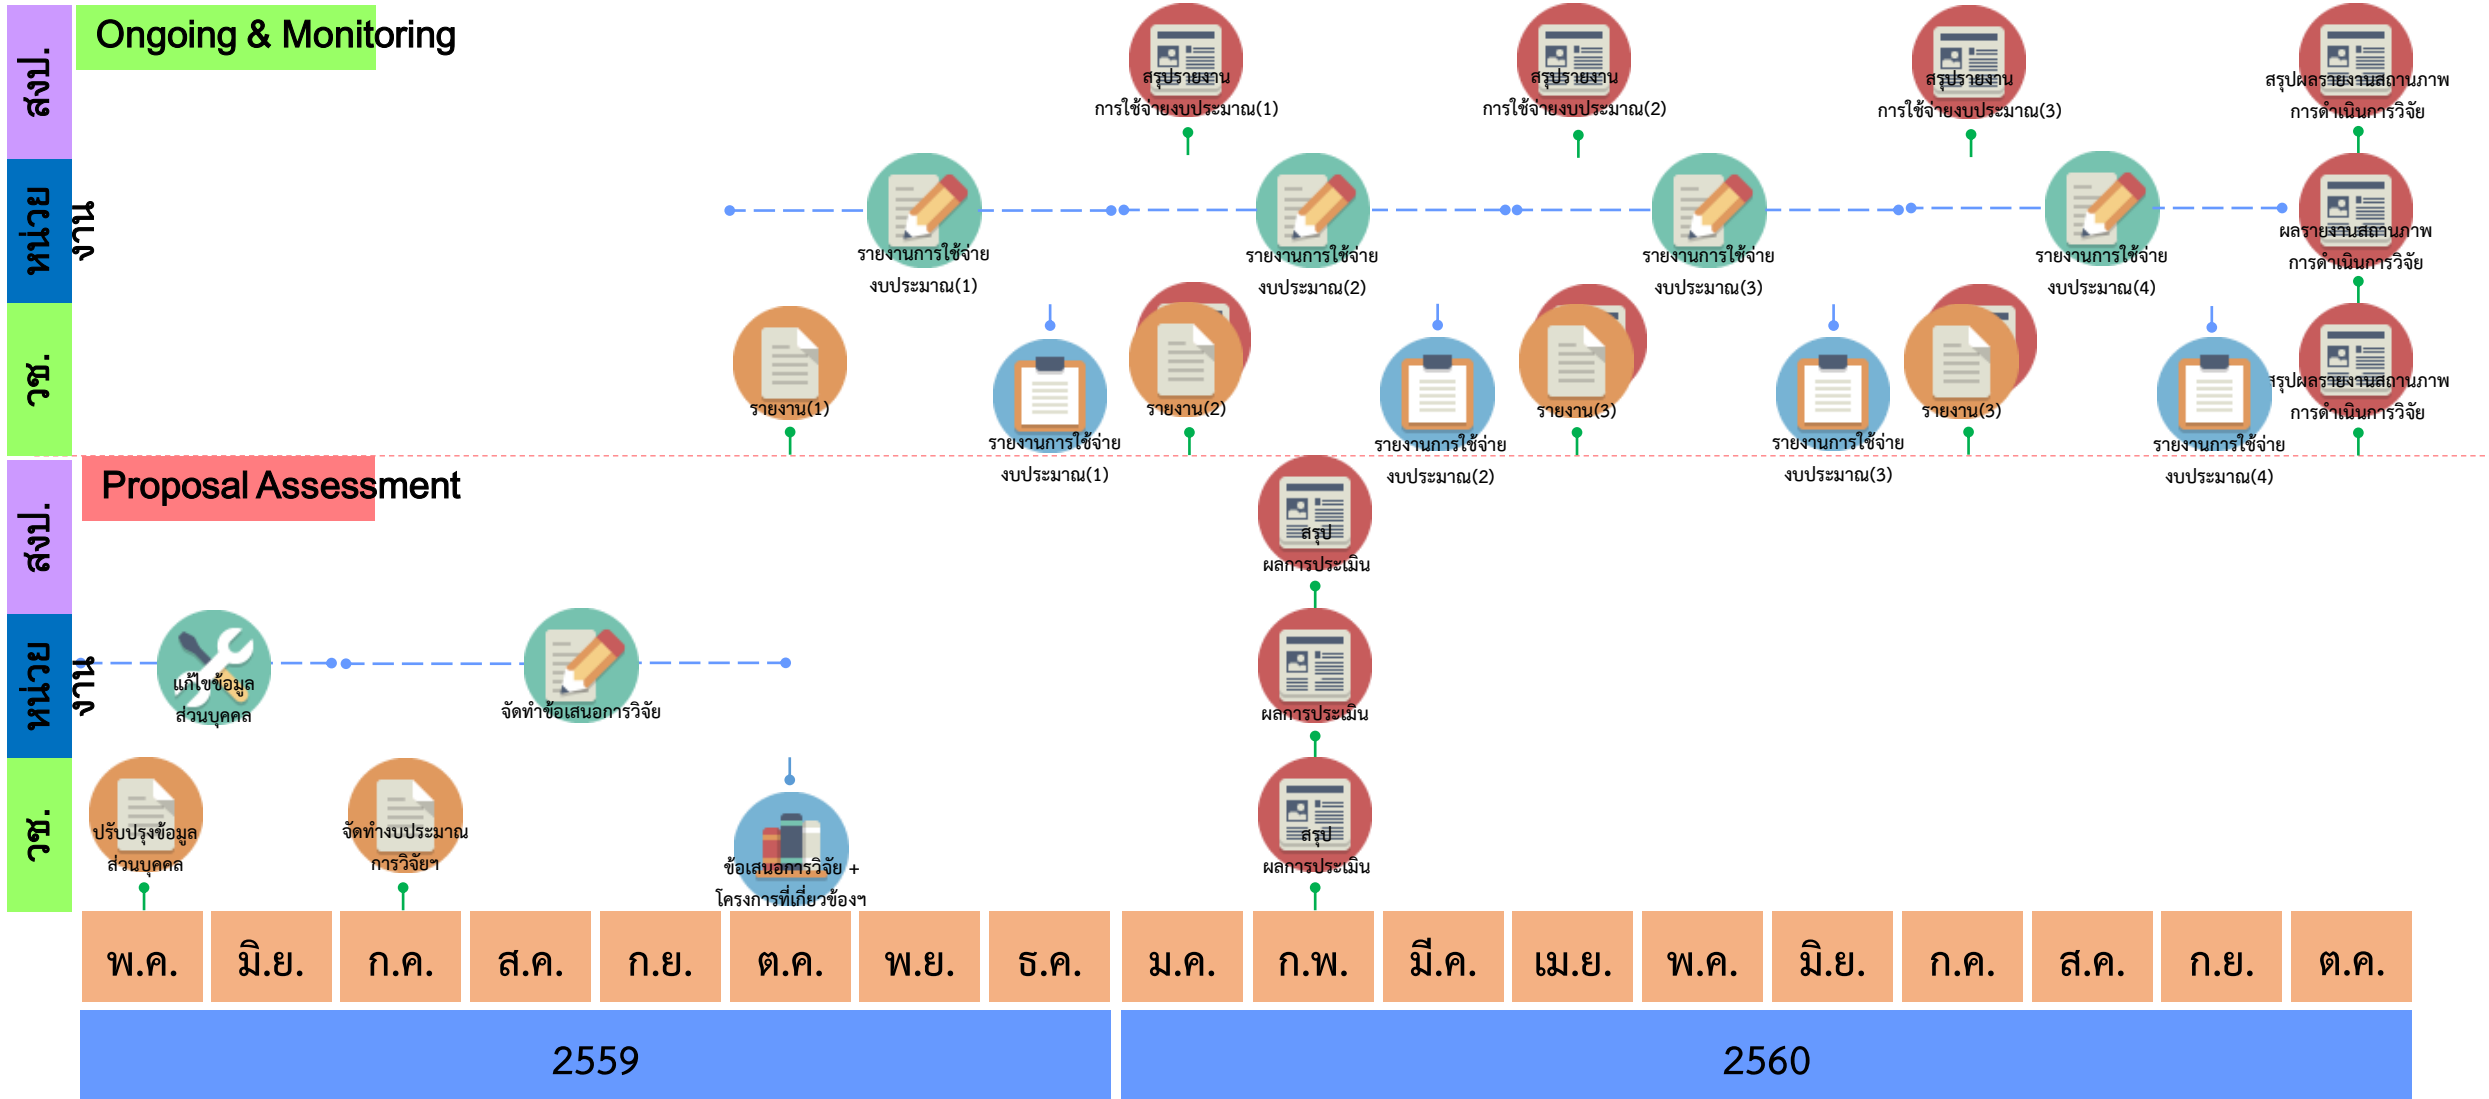 Ongoing & Monitoring
สงป.
สรุปรายงาน
การใช้จ่ายงบประมาณ(1)
สรุปรายงาน
การใช้จ่ายงบประมาณ(2)
สรุปรายงาน
การใช้จ่ายงบประมาณ(3)
สรุปผลรายงานสถานภาพ
การดำเนินการวิจัย
หน่วย
งาน
รายงานการใช้จ่าย
งบประมาณ(1)
รายงานการใช้จ่าย
งบประมาณ(2)
รายงานการใช้จ่าย
งบประมาณ(3)
รายงานการใช้จ่าย
งบประมาณ(4)
ผลรายงานสถานภาพ
การดำเนินการวิจัย
วช.
รายงาน(1)
รายงานการใช้จ่าย
งบประมาณ(1)
รายงาน(2)
รายงานการใช้จ่าย
งบประมาณ(2)
รายงาน(3)
รายงานการใช้จ่าย
งบประมาณ(3)
รายงาน(3)
รายงานการใช้จ่าย
งบประมาณ(4)
สรุปผลรายงานสถานภาพ
การดำเนินการวิจัย
Proposal Assessment
สงป.
สรุป
ผลการประเมิน
หน่วย
งาน
แก้ไขข้อมูล
ส่วนบุคคล
จัดทำข้อเสนอการวิจัย
ผลการประเมิน
วช.
ปรับปรุงข้อมูล
ส่วนบุคคล
จัดทำงบประมาณ
การวิจัยฯ
ข้อเสนอการวิจัย +
โครงการที่เกี่ยวข้องฯ
สรุป
ผลการประเมิน
พ.ค. มิ.ย. ก.ค. ส.ค. ก.ย. ต.ค. พ.ย. ธ.ค. ม.ค. ก.พ. มี.ค. เม.ย. พ.ค. มิ.ย. ก.ค. ส.ค. ก.ย. ต.ค.
2559 2560